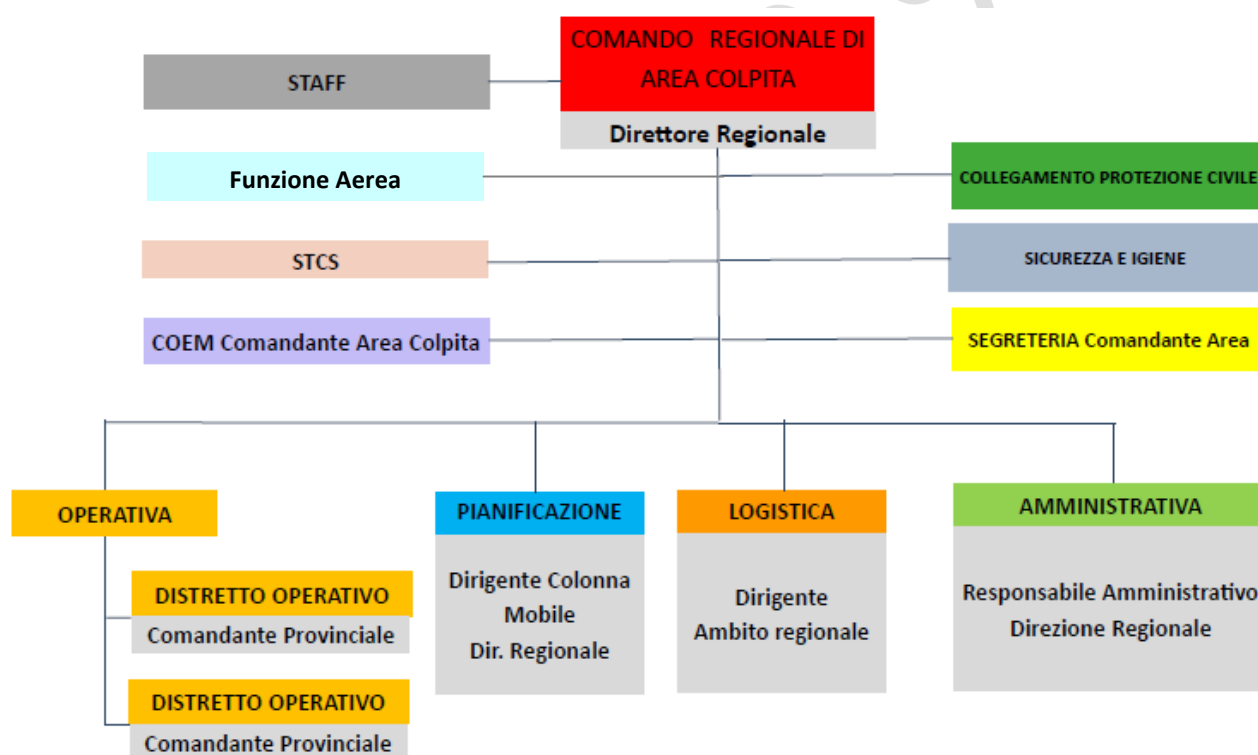 COMANDO REGIONALE DI
AREA COLPITA
Direttore Regionale
STAFF
Funzione Aerea
COLLEGAMENTO PROTEZIONE CIVILE
STCS
SICUREZZA E IGIENE
COEM Comandante Area Colpita
SEGRETERIA Comandante Area
OPERATIVA
DISTRETTO OPERATIVO
Comandante Provinciale
DISTRETTO OPERATIVO
Comandante Provinciale
PIANIFICAZIONE
Dirigente Colonna
Mobile
Dir. Regionale
LOGISTICA
Dirigente
Ambito regionale
AMMINISTRATIVA
Responsabile Amministrativo
Direzione Regionale